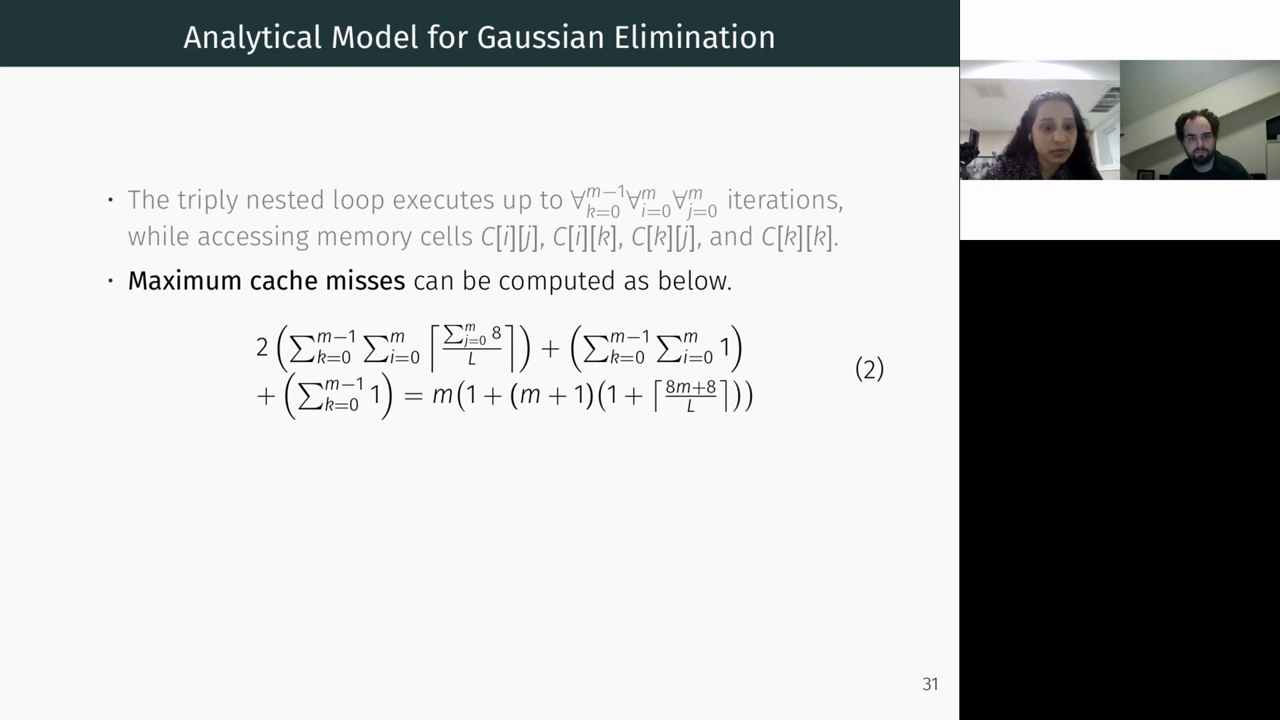 Analytical Model for Gaussian Elimination
· The triply nested loop executes up to ∀_{k=0}^{m−1}∀_{i=0}^{m}∀_{j=0}^{m} iterations,
while accessing memory cells C[i][j], C[i][k], C[k][j], and C[k][k].
· Maximum cache misses can be computed as below.
2(∑_{k=0}^{m−1} ∑_{i=0}^{m} ⌈(∑_{j=0}^{m} 8)/L⌉) + (∑_{k=0}^{m−1} ∑_{i=0}^{m} 1)
+ (∑_{k=0}^{m−1} 1) = m(1 + (m + 1)(1 + ⌈(8m+8)/L⌉))
(2)
31